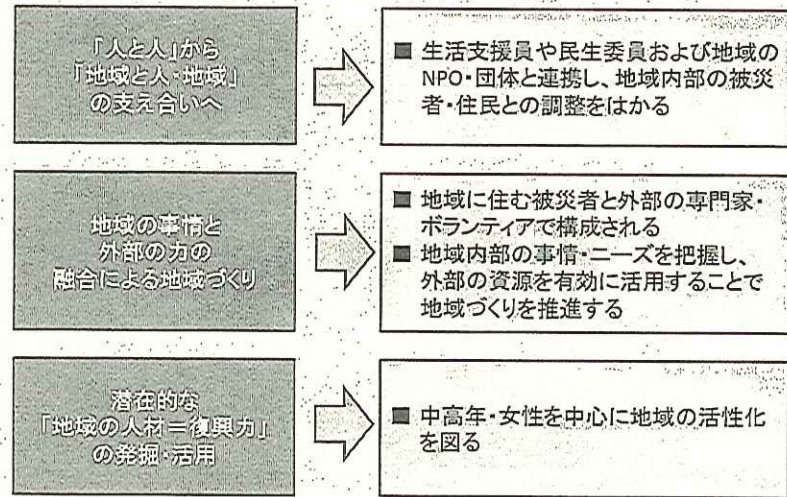 「人と人」から
「地域と人・地域」
の支え合いへ
■ 生活支援員や民生委員および地域の
NPO・団体と連携し、地域内部の被災
者・住民との調整をはかる
地域の事情と
外部の力の
融合による地域づくり
■ 地域に住む被災者と外部の専門家・
ボランティアで構成される
■ 地域内部の事情・ニーズを把握し、
外部の資源を有効に活用することで
地域づくりを推進する
潜在的な
「地域の人材＝復興力」
の発掘・活用
■ 中高年・女性を中心に地域の活性化
を図る